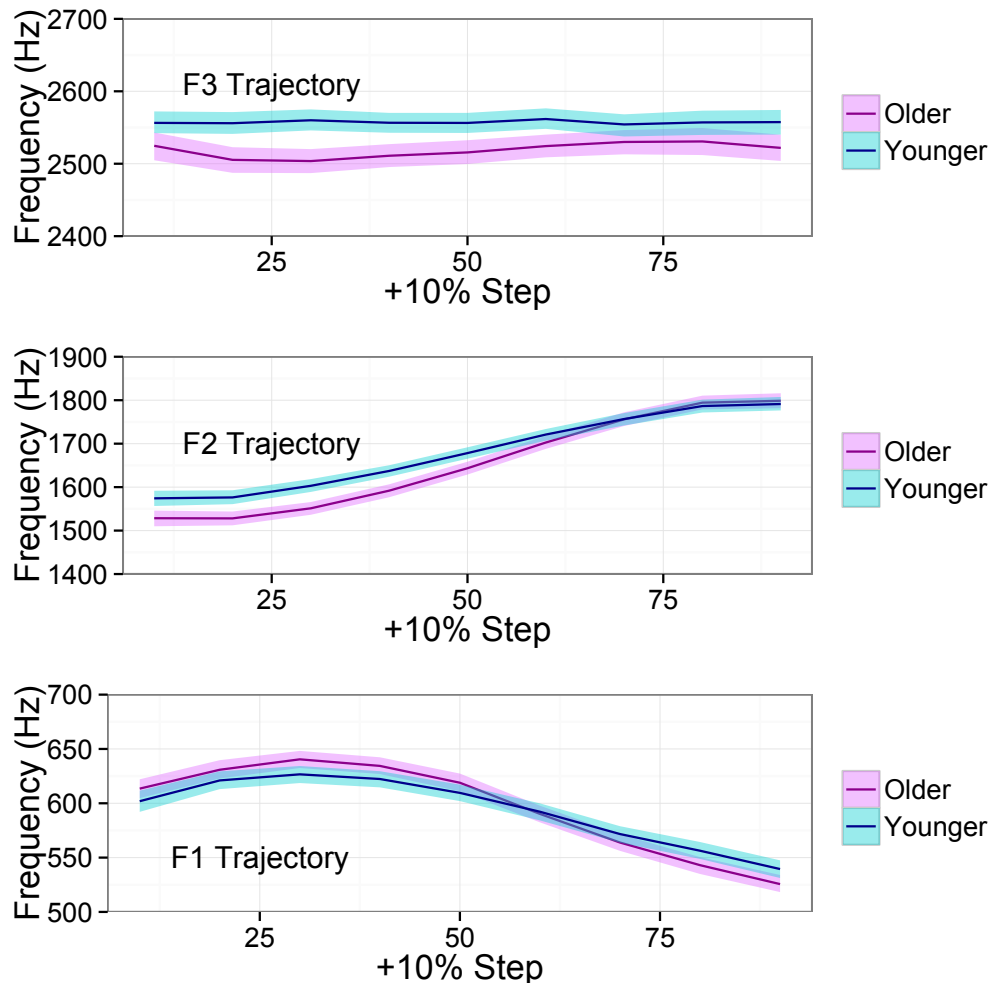 Frequency (Hz)
2700
2600
2500
2400
F3 Trajectory
25
50
75
+10% Step
Older
Younger
Frequency (Hz)
1900
1800
1700
1600
1500
1400
F2 Trajectory
25
50
75
+10% Step
Older
Younger
Frequency (Hz)
700
650
600
550
500
F1 Trajectory
25
50
75
+10% Step
Older
Younger